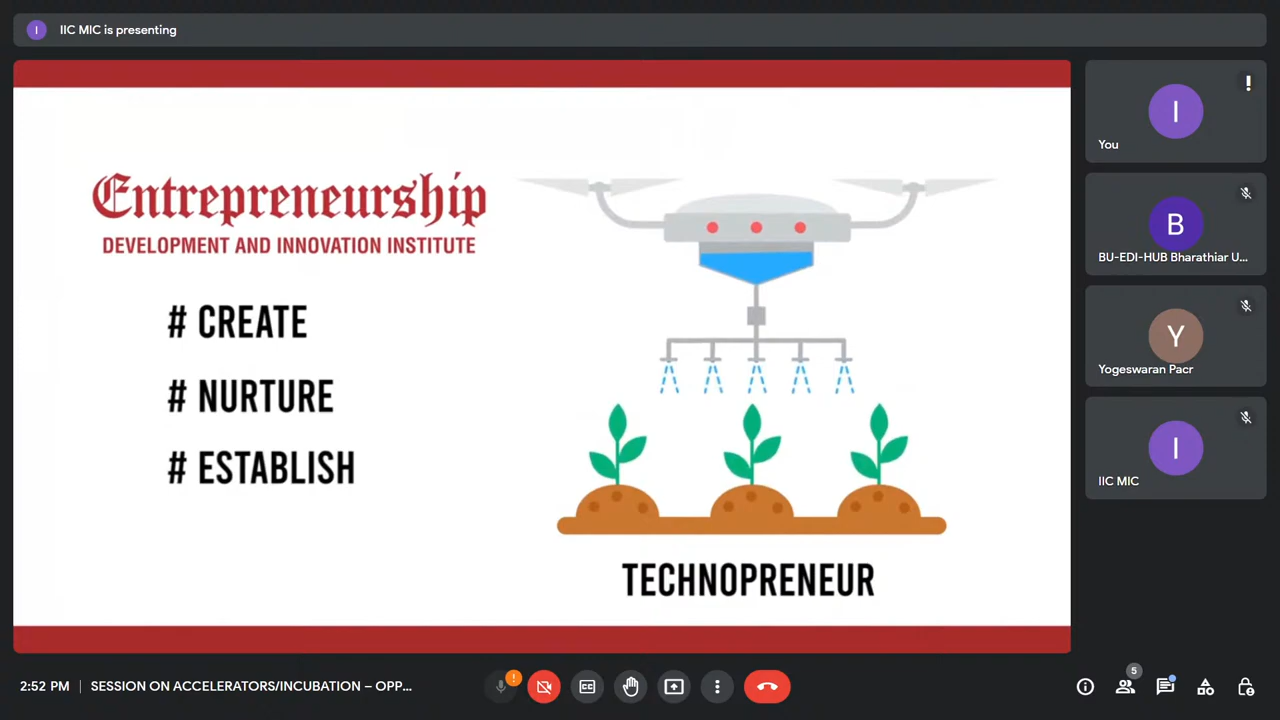 I
IIC MIC is presenting
Entrepreneurship
DEVELOPMENT AND INNOVATION INSTITUTE
# CREATE
# NURTURE
# ESTABLISH
TECHNOPRENEUR
I
You
B
BU-EDI-HUB Bharathiar U...
Y
Yogeswaran Pacr
I
IIC MIC
2:52 PM | SESSION ON ACCELERATORS/INCUBATION – OPP...
5